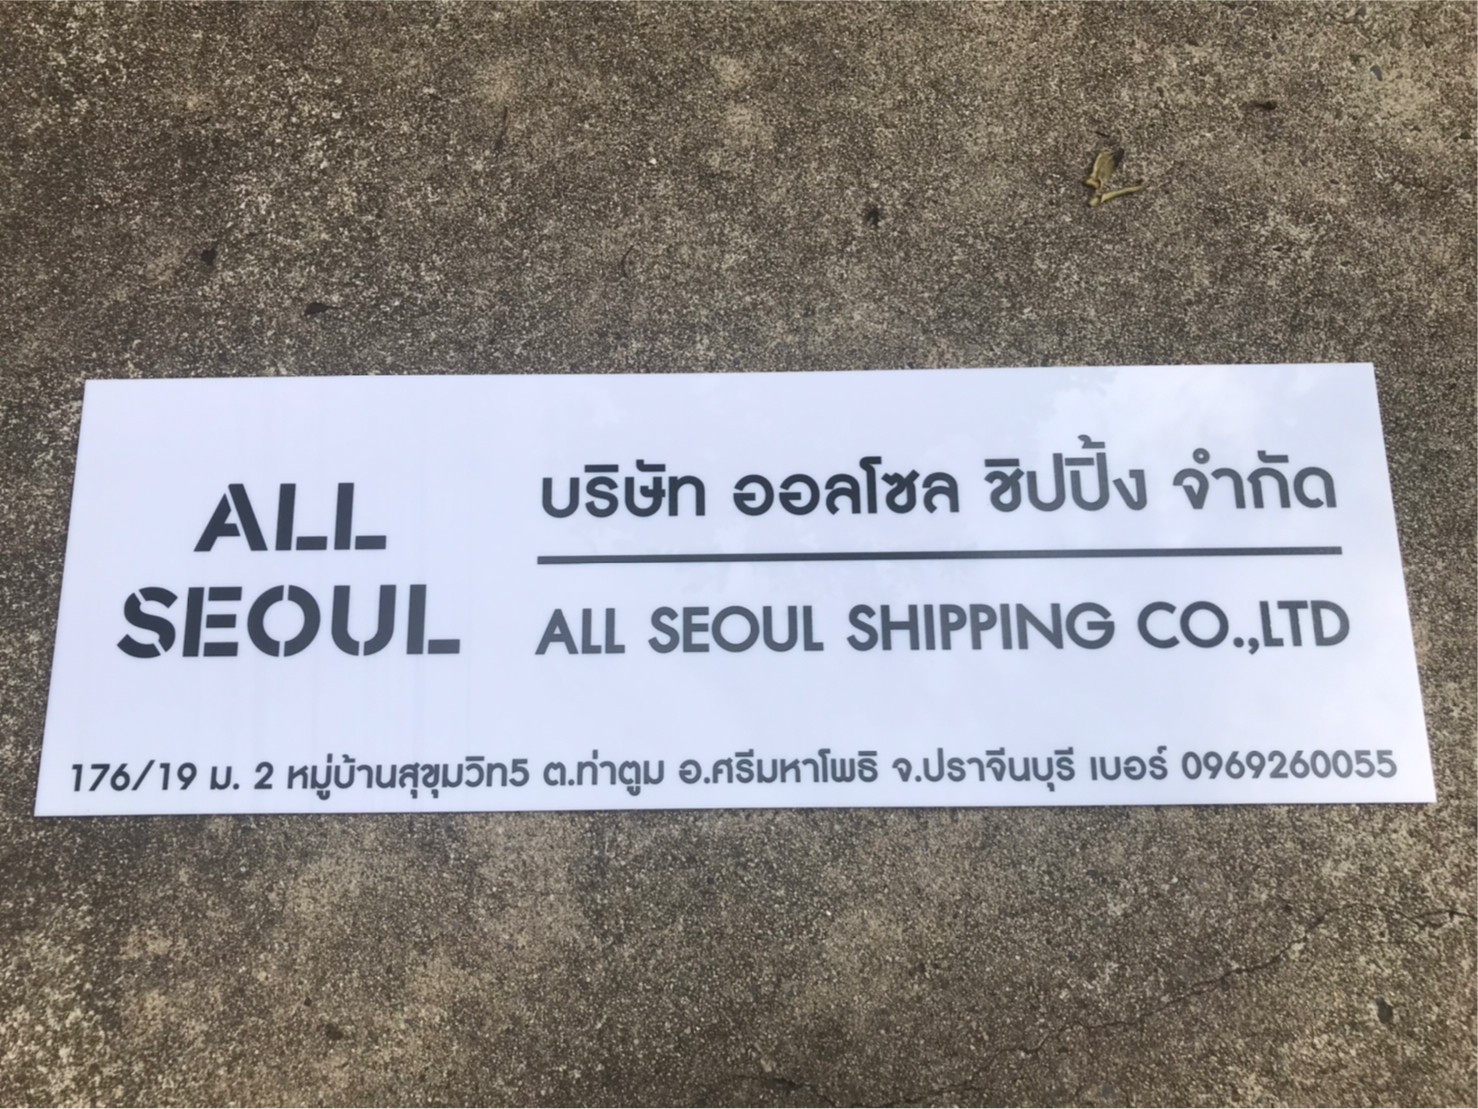 ALL
SEOUL
บริษัท ออลโซล ชิปปิ้ง จำกัด
ALL SEOUL SHIPPING CO.,LTD
176/19 ม. 2 หมู่บ้านสุขุมวิท5 ต.ท่าตูม อ.ศรีมหาโพธิ จ.ปราจีนบุรี เบอร์ 0969260055